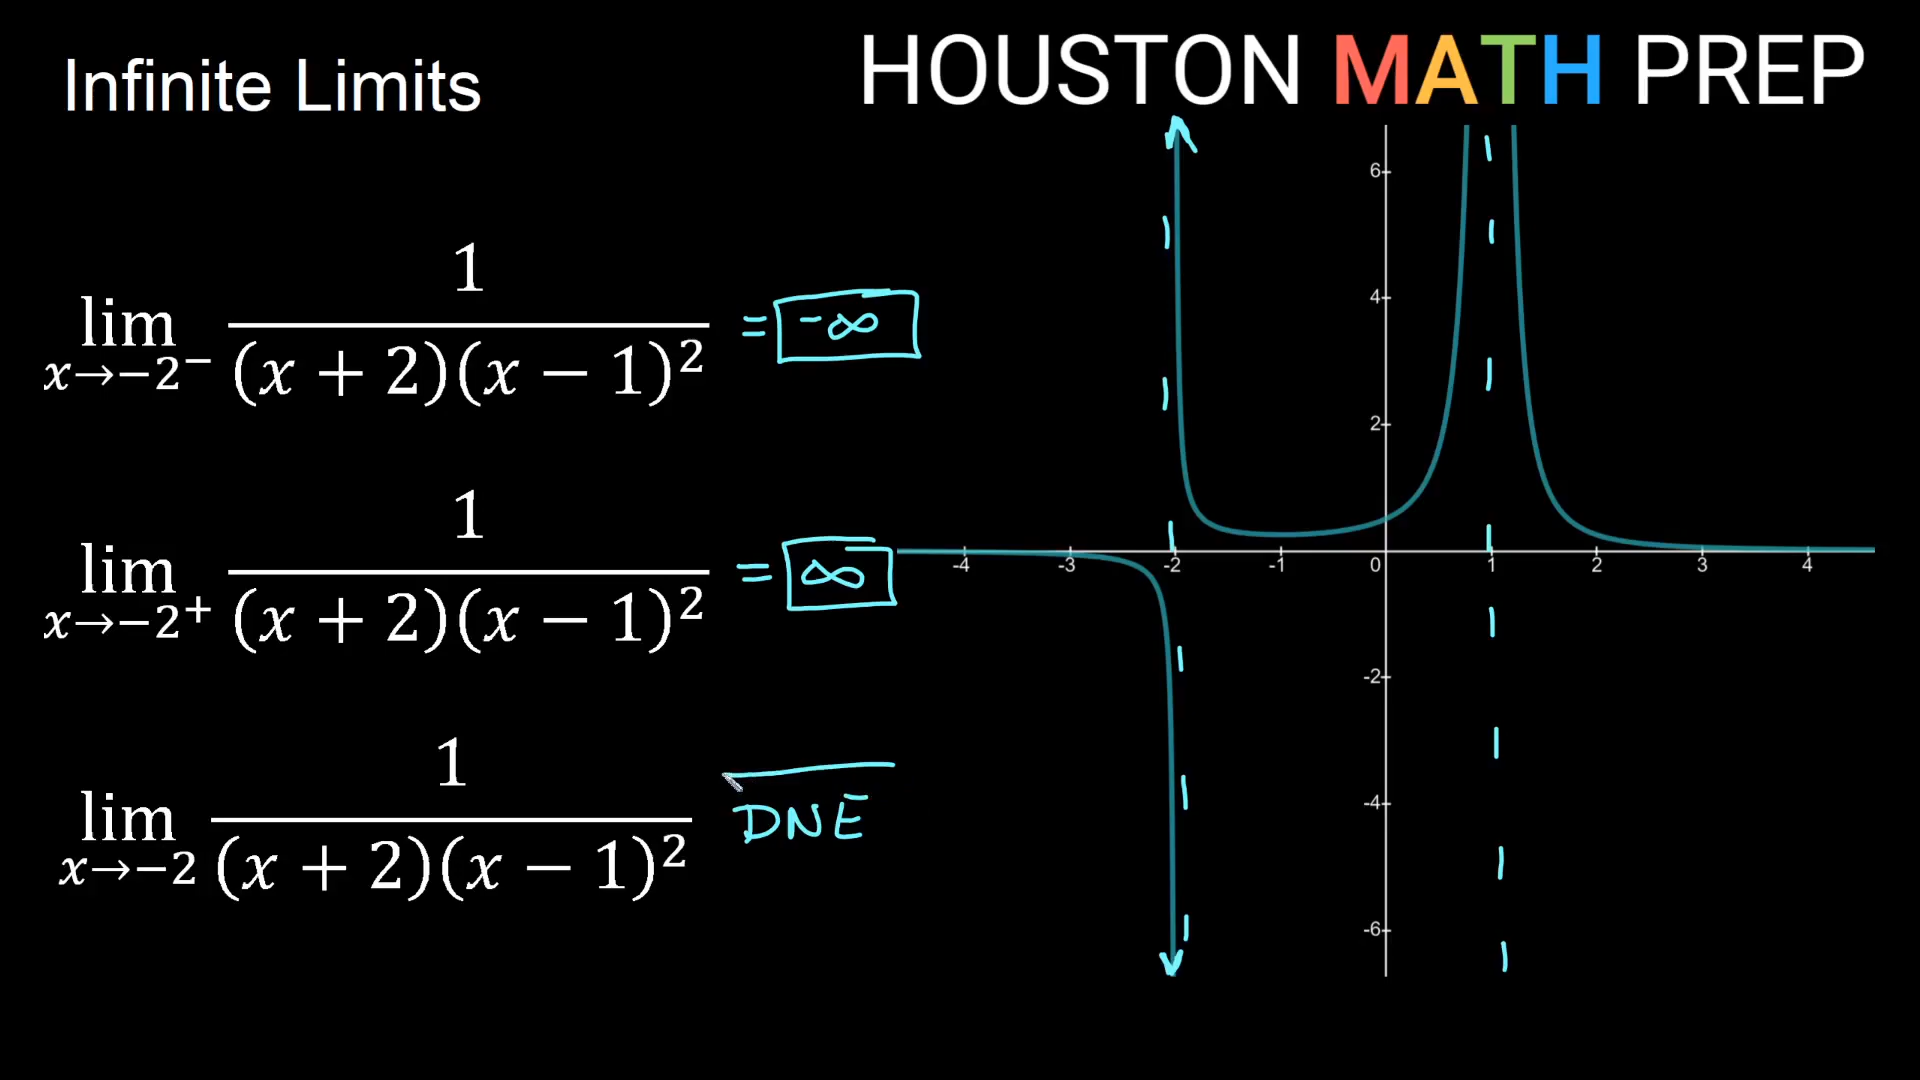 Infinite Limits
HOUSTON MATH PREP
lim x→−2⁻ 1/((x + 2)(x − 1)²) = -∞
lim x→−2⁺ 1/((x + 2)(x − 1)²) = ∞
lim x→−2 1/((x + 2)(x − 1)²) DNE
6
4
2
-4 -3 -2 -1 0 1 2 3 4
-2
-4
-6